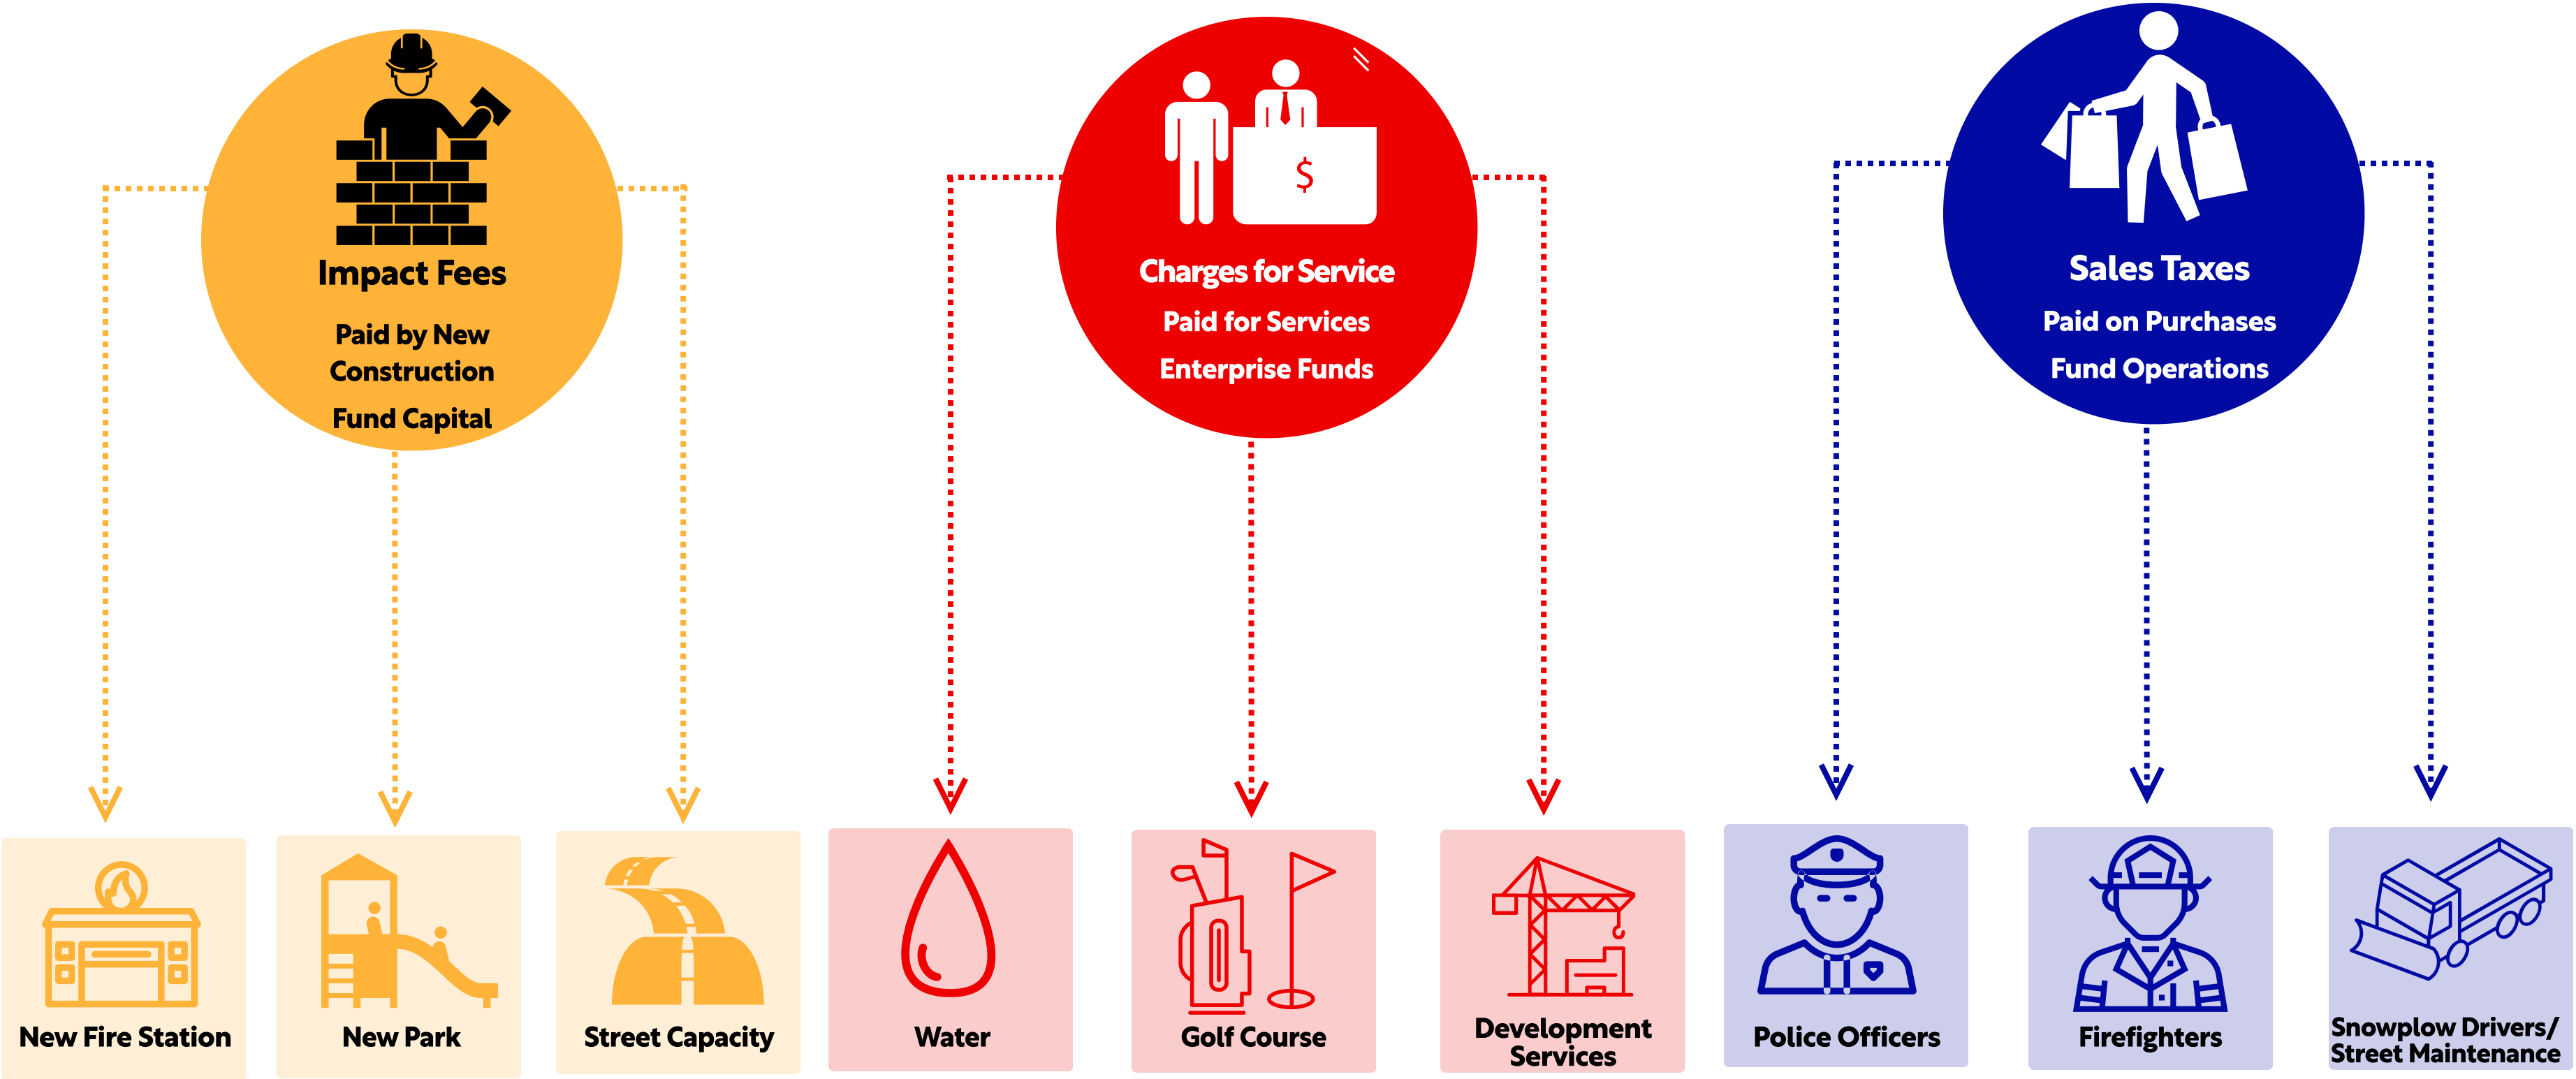 Impact Fees
Paid by New
Construction
Fund Capital
$
Charges for Service
Paid for Services
Enterprise Funds
Sales Taxes
Paid on Purchases
Fund Operations
New Fire Station
New Park
Street Capacity
Water
Golf Course
Development
Services
Police Officers
Firefighters
Snowplow Drivers/
Street Maintenance